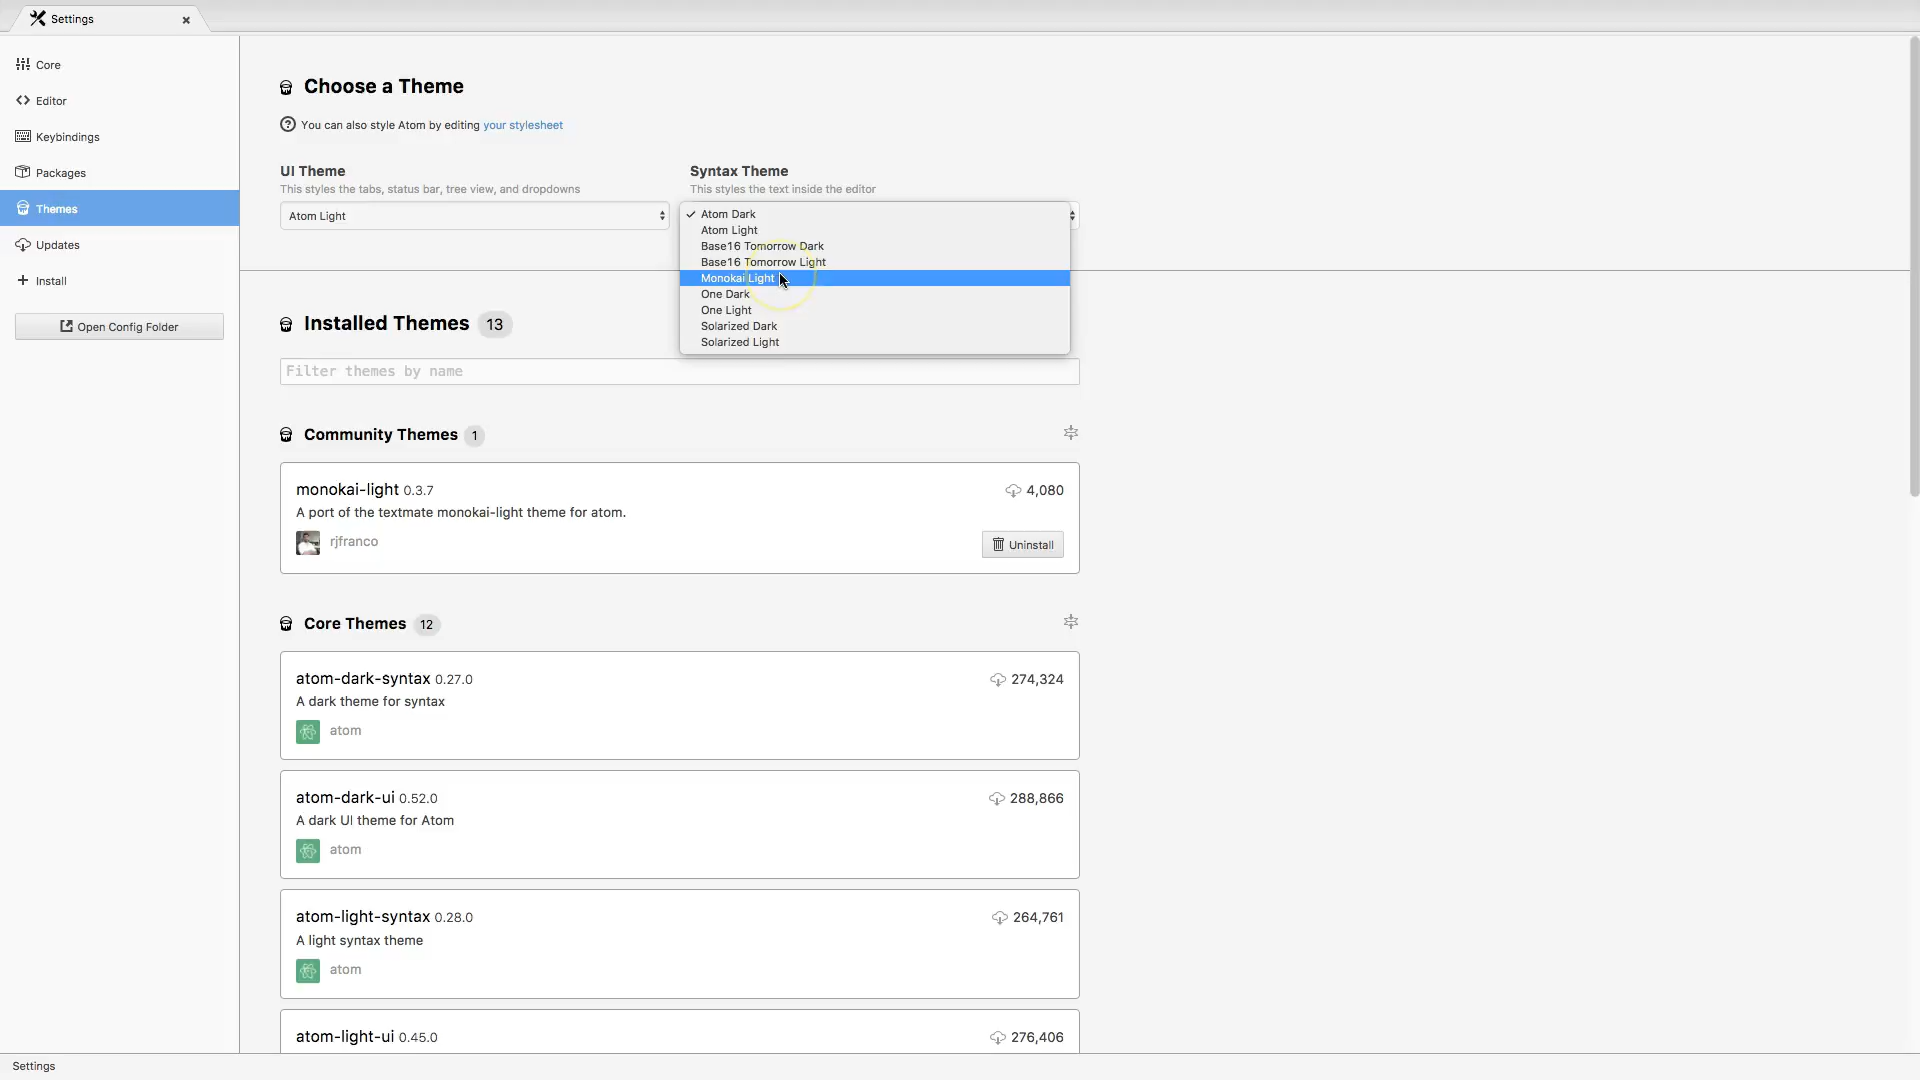 Settings
Core
Editor
Keybindings
Packages
Themes
Updates
Install
Open Config Folder
Choose a Theme
You can also style Atom by editing your stylesheet
UI Theme
This styles the tabs, status bar, tree view, and dropdowns
Atom Light
Syntax Theme
This styles the text inside the editor
Atom Dark
Atom Light
Base16 Tomorrow Dark
Base16 Tomorrow Light
Monokai Light
One Dark
One Light
Solarized Dark
Solarized Light
Installed Themes 13
Filter themes by name
Community Themes 1
monokai-light 0.3.7 4,080
A port of the textmate monokai-light theme for atom.
rjfranco Uninstall
Core Themes 12
atom-dark-syntax 0.27.0 274,324
A dark theme for syntax
atom
atom-dark-ui 0.52.0 288,866
A dark UI theme for Atom
atom
atom-light-syntax 0.28.0 264,761
A light syntax theme
atom
atom-light-ui 0.45.0 276,406
Settings